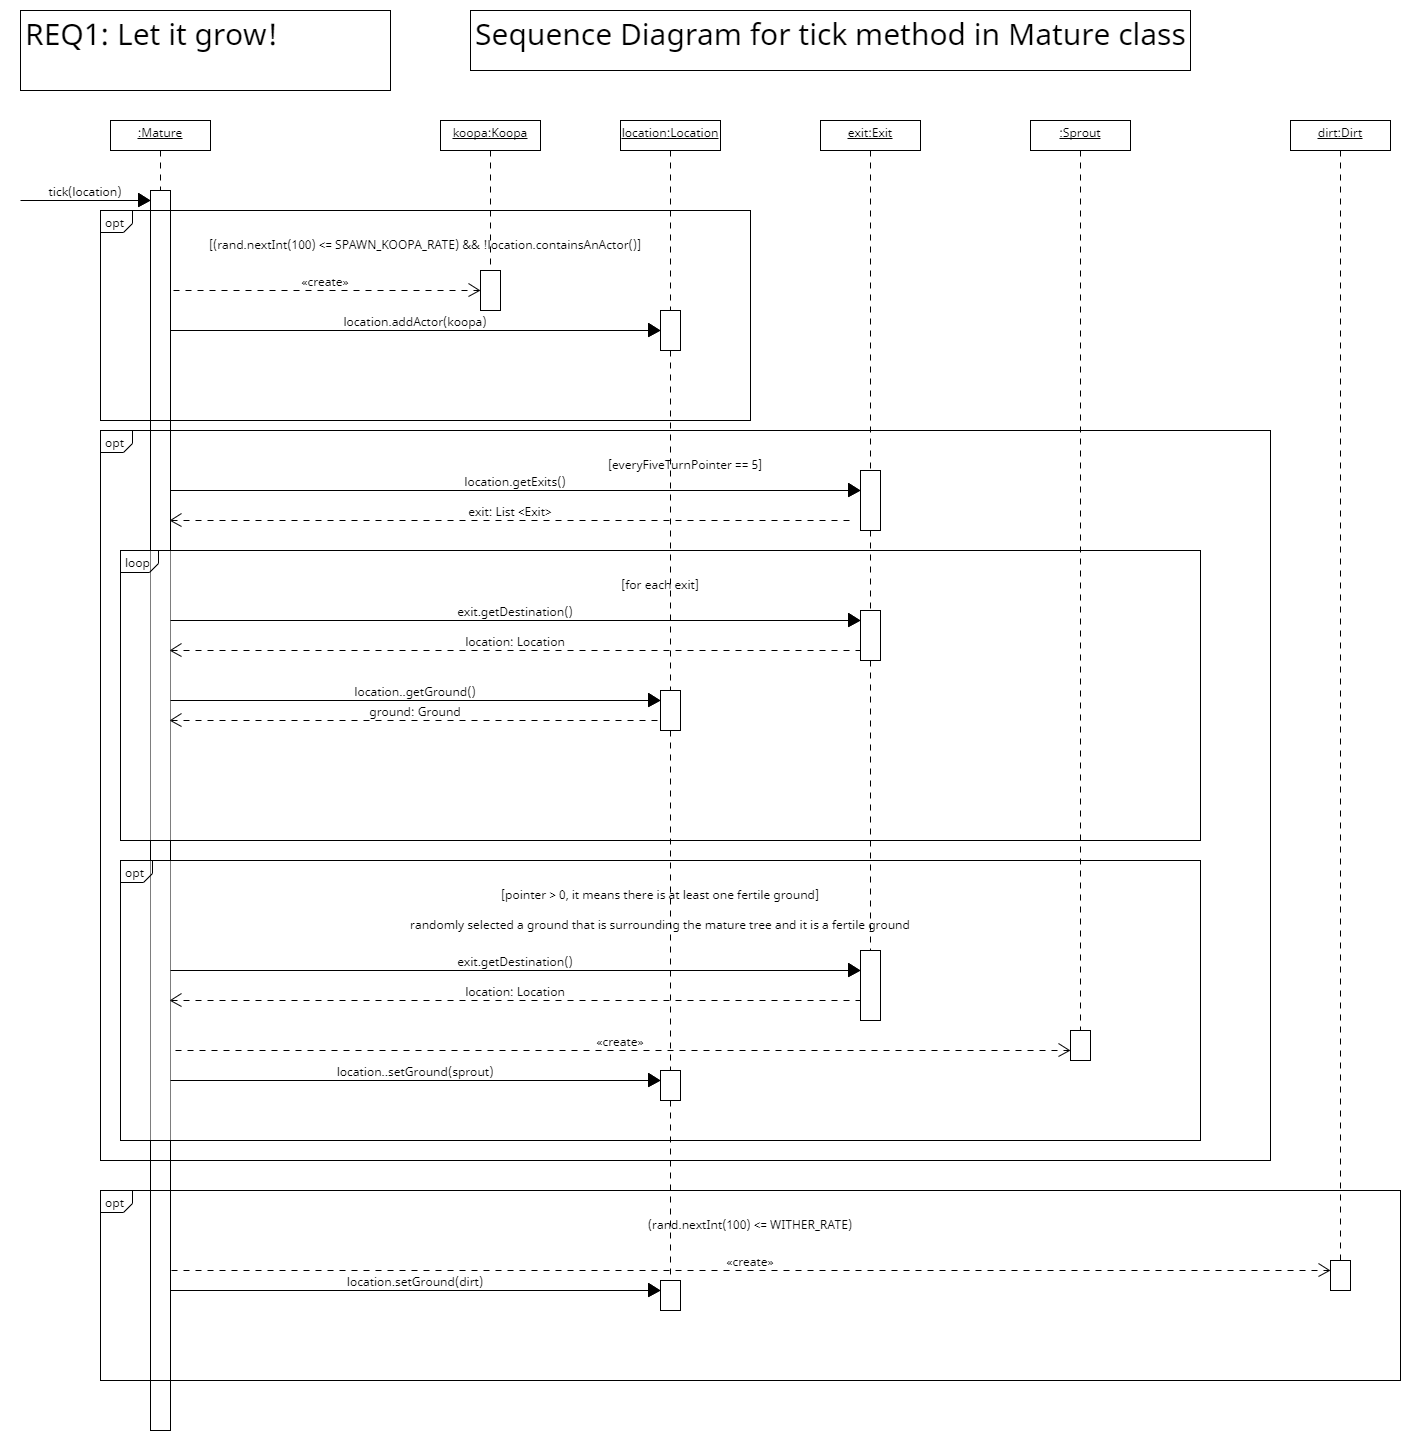 REQ1: Let it grow!
Sequence Diagram for tick method in Mature class
:Mature
koopa:Koopa
location:Location
exit:Exit
:Sprout
dirt:Dirt
tick(location)
opt
[(rand.nextInt(100) <= SPAWN_KOOPA_RATE) && !location.containsAnActor()]
«create»
location.addActor(koopa)
opt
[everyFiveTurnPointer == 5]
location.getExits()
exit: List <Exit>
loop
[for each exit]
exit.getDestination()
location: Location
location..getGround()
ground: Ground
opt
[pointer > 0, it means there is at least one fertile ground]
randomly selected a ground that is surrounding the mature tree and it is a fertile ground
exit.getDestination()
location: Location
«create»
location..setGround(sprout)
opt
(rand.nextInt(100) <= WITHER_RATE)
«create»
location.setGround(dirt)